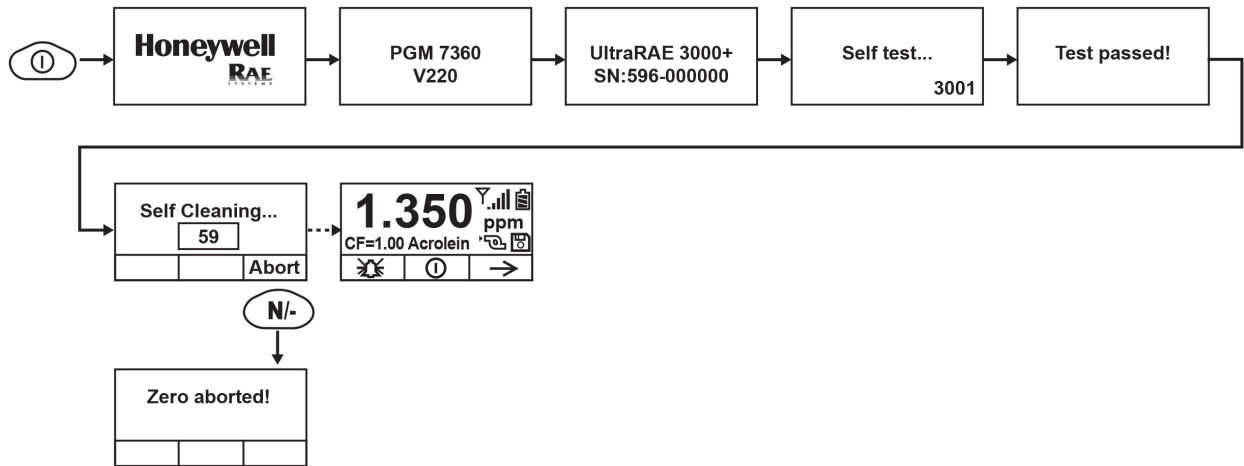 Honeywell
RAE
SYSTEMS
PGM 7360
V220
UltraRAE 3000+
SN:596-000000
Self test...
3001
Test passed!
Self Cleaning...
59
Abort
1.350
ppm
CF=1.00 Acrolein
N/-
Zero aborted!